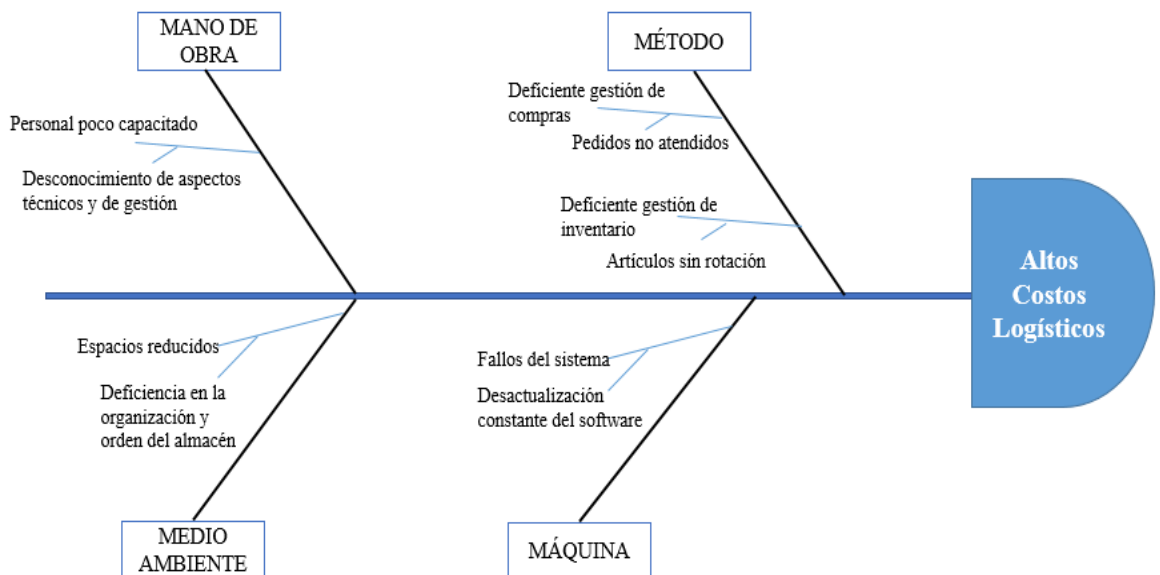 MANO DE
OBRA
MÉTODO
Personal poco capacitado
Desconocimiento de aspectos
técnicos y de gestión
Deficiente gestión de
compras
Pedidos no atendidos
Deficiente gestión de
inventario
Artículos sin rotación
Altos
Costos
Logísticos
Espacios reducidos
Deficiencia en la
organización y
orden del almacén
Fallos del sistema
Desactualización
constante del software
MEDIO
AMBIENTE
MÁQUINA